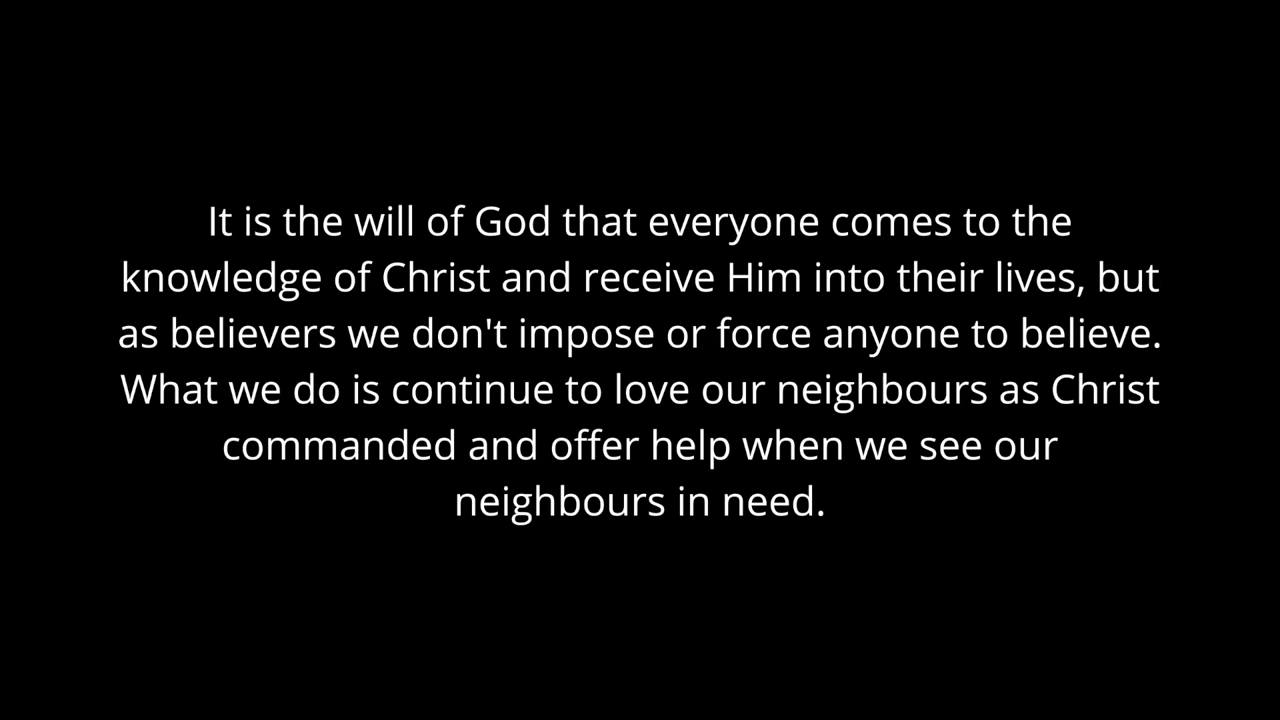 It is the will of God that everyone comes to the
knowledge of Christ and receive Him into their lives, but
as believers we don't impose or force anyone to believe.
What we do is continue to love our neighbours as Christ
commanded and offer help when we see our
neighbours in need.